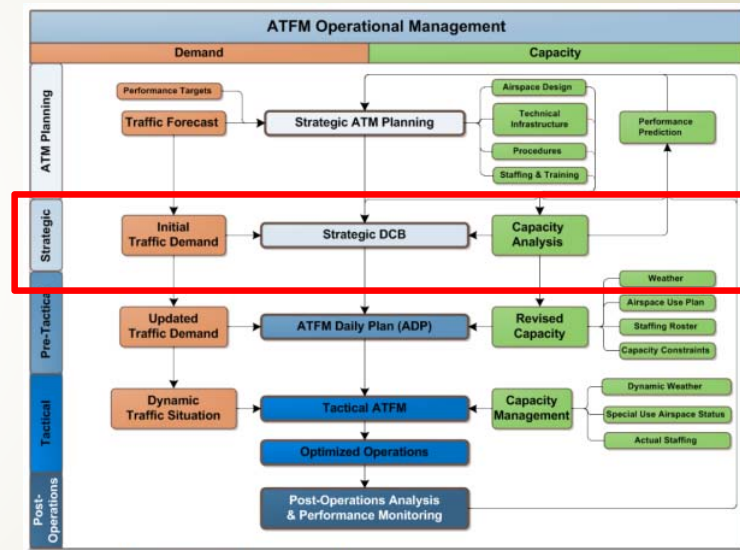 ATFM Operational Management
Demand
Capacity
ATM Planning
Performance Targets
Traffic Forecast
Strategic ATM Planning
Airspace Design
Technical
Infrastructure
Procedures
Staffing & Training
Performance
Prediction
Strategic
Initial
Traffic Demand
Strategic DCB
Capacity
Analysis
Pre-Tactical
Updated
Traffic Demand
ATFM Daily Plan (ADP)
Revised
Capacity
Weather
Airspace Use Plan
Staffing Roster
Capacity Constraints
Tactical
Dynamic
Traffic Situation
Tactical ATFM
Capacity
Management
Dynamic Weather
Special Use Airspace Status
Actual Staffing
Optimized Operations
Post-
Operations
Post-Operations Analysis
& Performance Monitoring